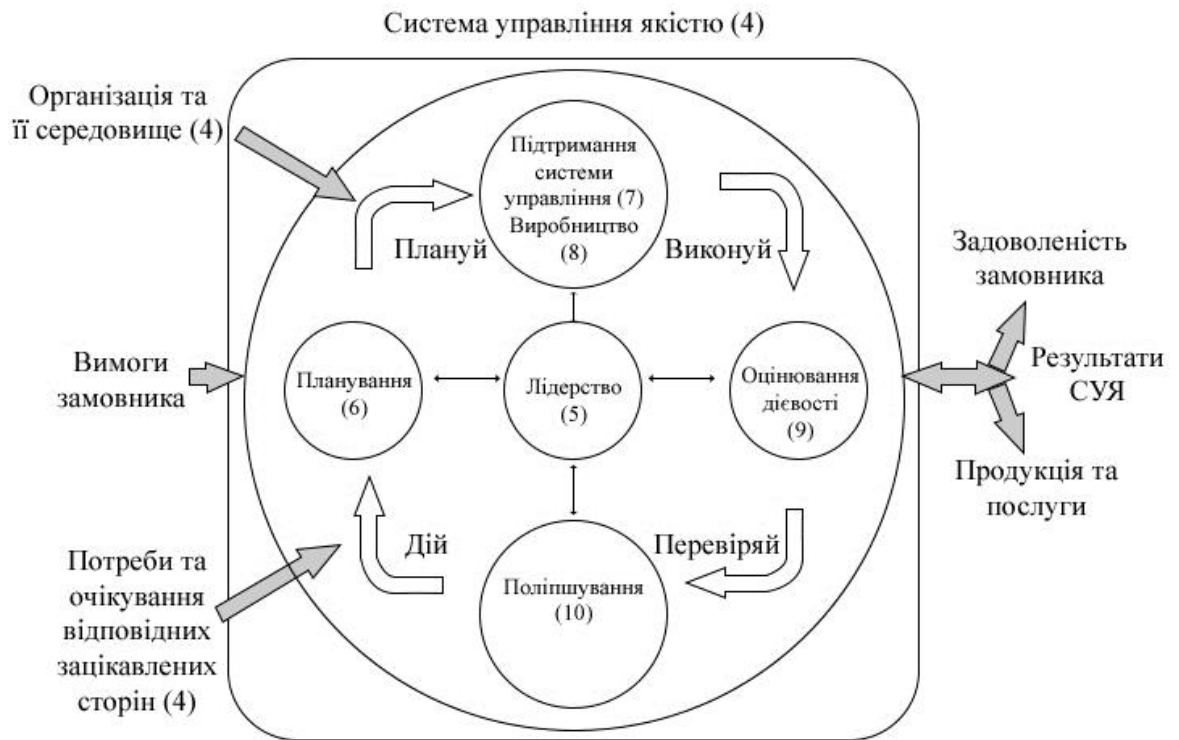 Система управління якістю (4)
Організація та
її середовище (4)
Підтримання
системи
управління (7)
Виробництво
(8)
Плануй
Виконуй
Задоволеність
замовника
Вимоги
замовника
Планування
(6)
Лідерство
(5)
Оцінювання
дієвості
(9)
Результати
СУЯ
Продукція та
послуги
Дій
Перевіряй
Потреби та
очікування
відповідних
зацікавлених
сторін (4)
Поліпшування
(10)